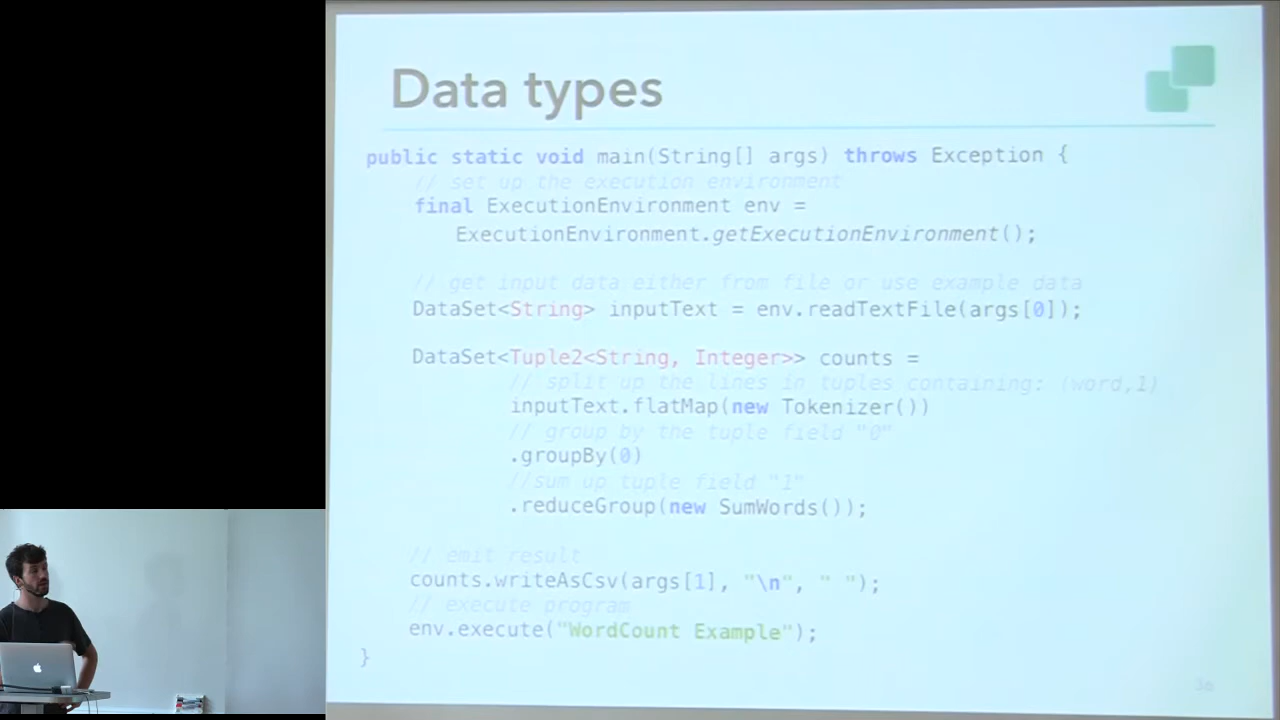 Data types
public static void main(String[] args) throws Exception {
// set up the execution environment
final ExecutionEnvironment env =
ExecutionEnvironment.getExecutionEnvironment();
// get input data either from file or use example data
DataSet<String> inputText = env.readTextFile(args[0]);
DataSet<Tuple2<String, Integer>> counts =
// split up the lines in tuples containing: (word,1)
inputText.flatMap(new Tokenizer())
// group by the tuple field "0"
.groupBy(0)
//sum up tuple field "1"
.reduceGroup(new SumWords());
// emit result
counts.writeAsCsv(args[1], "\n", " ");
// execute program
env.execute("WordCount Example");
}
36